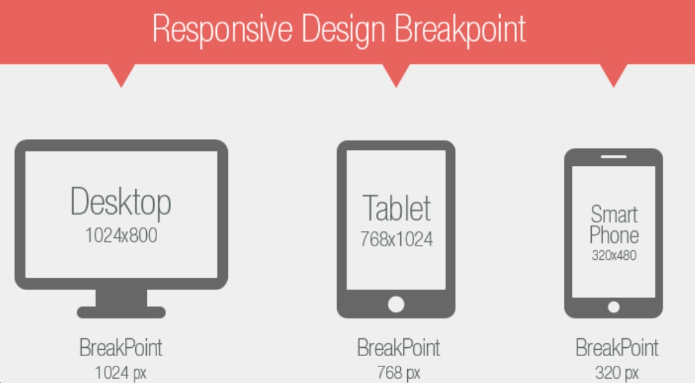 Responsive Design Breakpoint
Desktop
1024x800
Tablet
768x1024
Smart
Phone
320x480
BreakPoint
1024 px
BreakPoint
768 px
BreakPoint
320 px